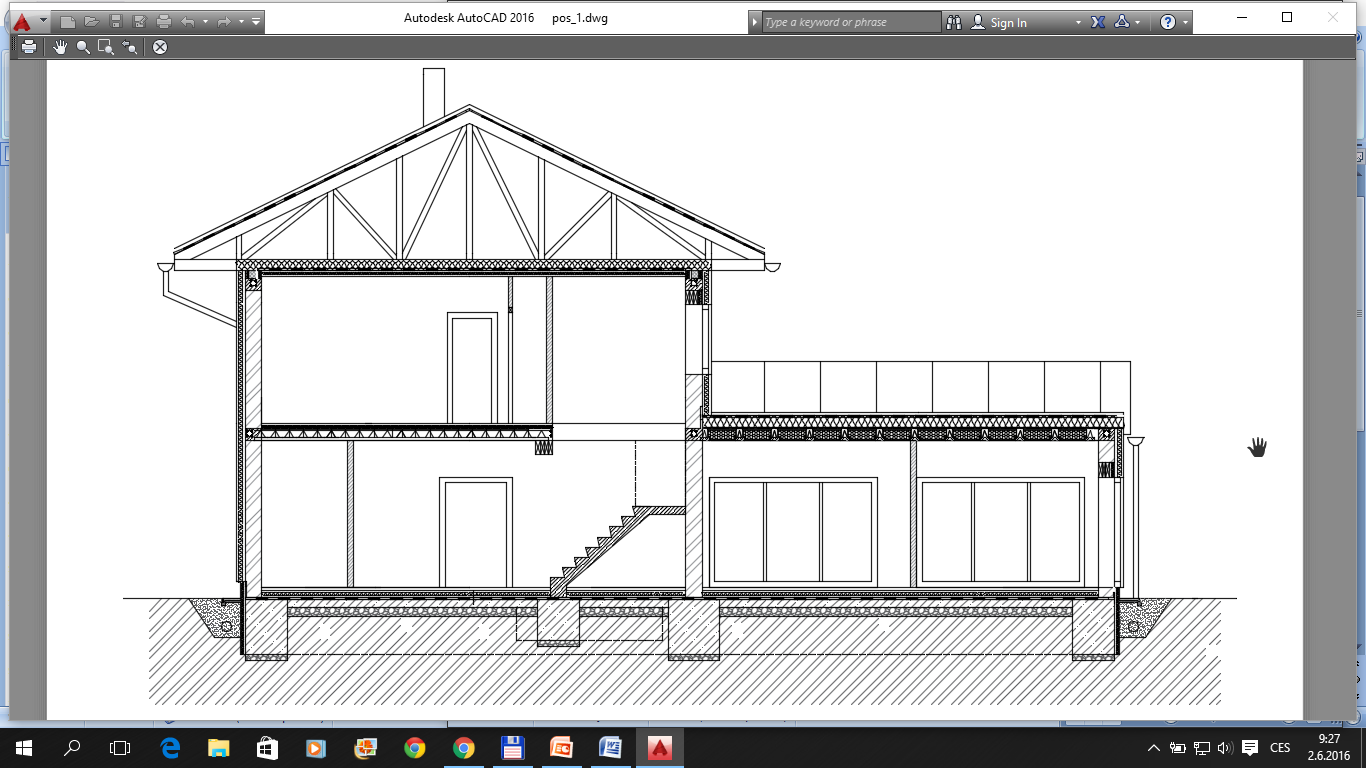 Autodesk AutoCAD 2016 pos_1.dwg
Type a keyword or phrase
Sign In
CES
9:27
2.6.2016